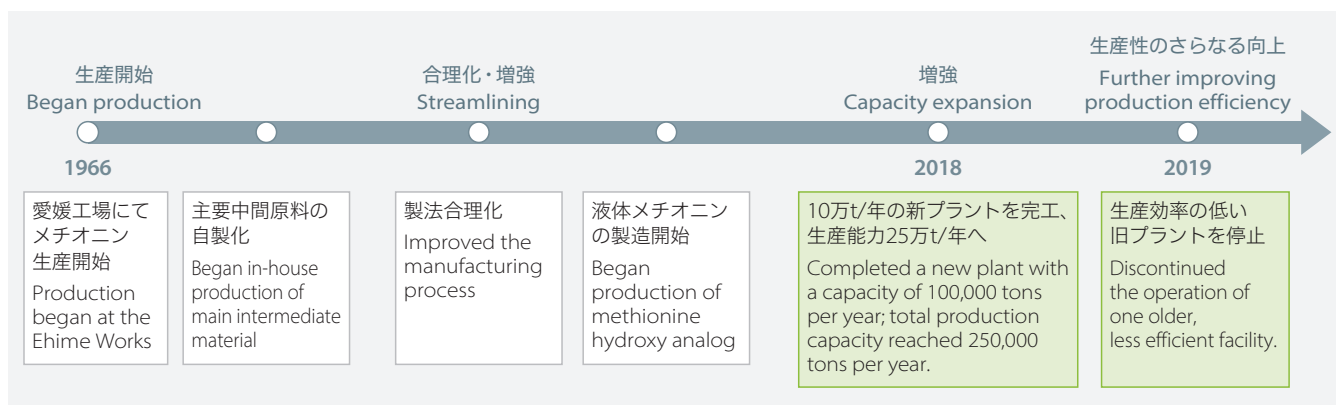 生産開始
Began production
合理化・増強
Streamlining
増強
Capacity expansion
生産性のさらなる向上
Further improving
production efficiency
1966
2018
2019
愛媛工場にて
メチオニン
生産開始
Production
began at the
Ehime Works
主要中間原料の
自製化
Began in-house
production of
main intermediate
material
製法合理化
Improved the
manufacturing
process
液体メチオニン
の製造開始
Began
production of
methionine
hydroxy analog
10万t/年の新プラントを完工、
生産能力25万t/年へ
Completed a new plant with
a capacity of 100,000 tons
per year; total production
capacity reached 250,000
tons per year.
生産効率の低い
旧プラントを停止
Discontinued
the operation of
one older,
less efficient facility.